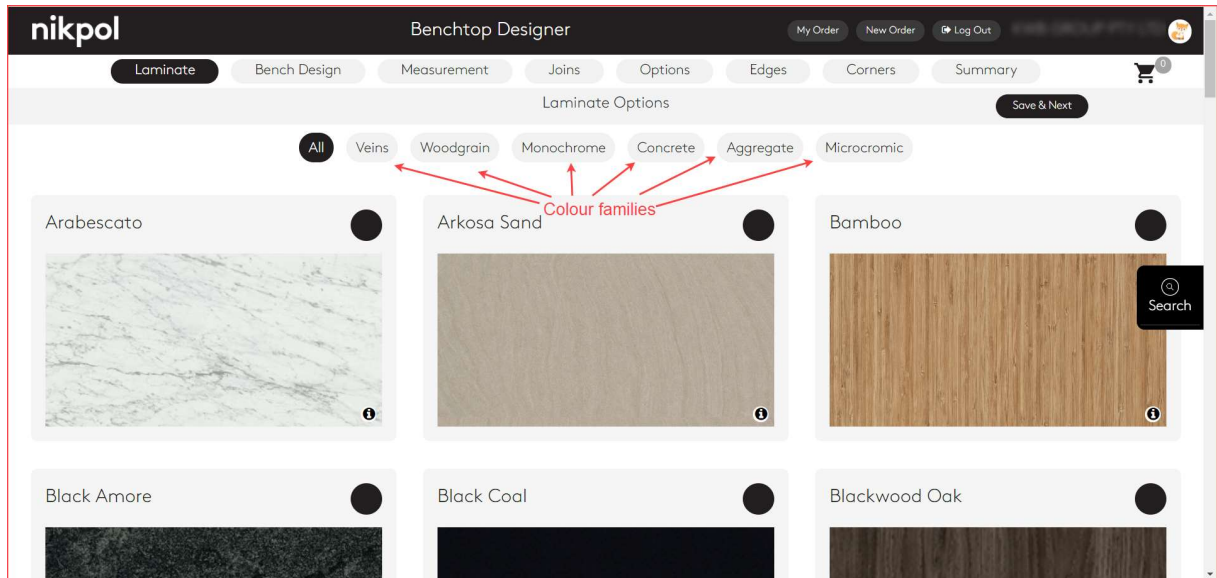 nikpol
Benchtop Designer
My Order
New Order
Log Out
Laminate
Bench Design
Measurement
Joins
Options
Edges
Corners
Summary
0
Laminate Options
Save & Next
All
Veins
Woodgrain
Monochrome
Concrete
Aggregate
Microcromic
Colour families
Arabescato
Arkosa Sand
Bamboo
Search
Black Amore
Black Coal
Blackwood Oak